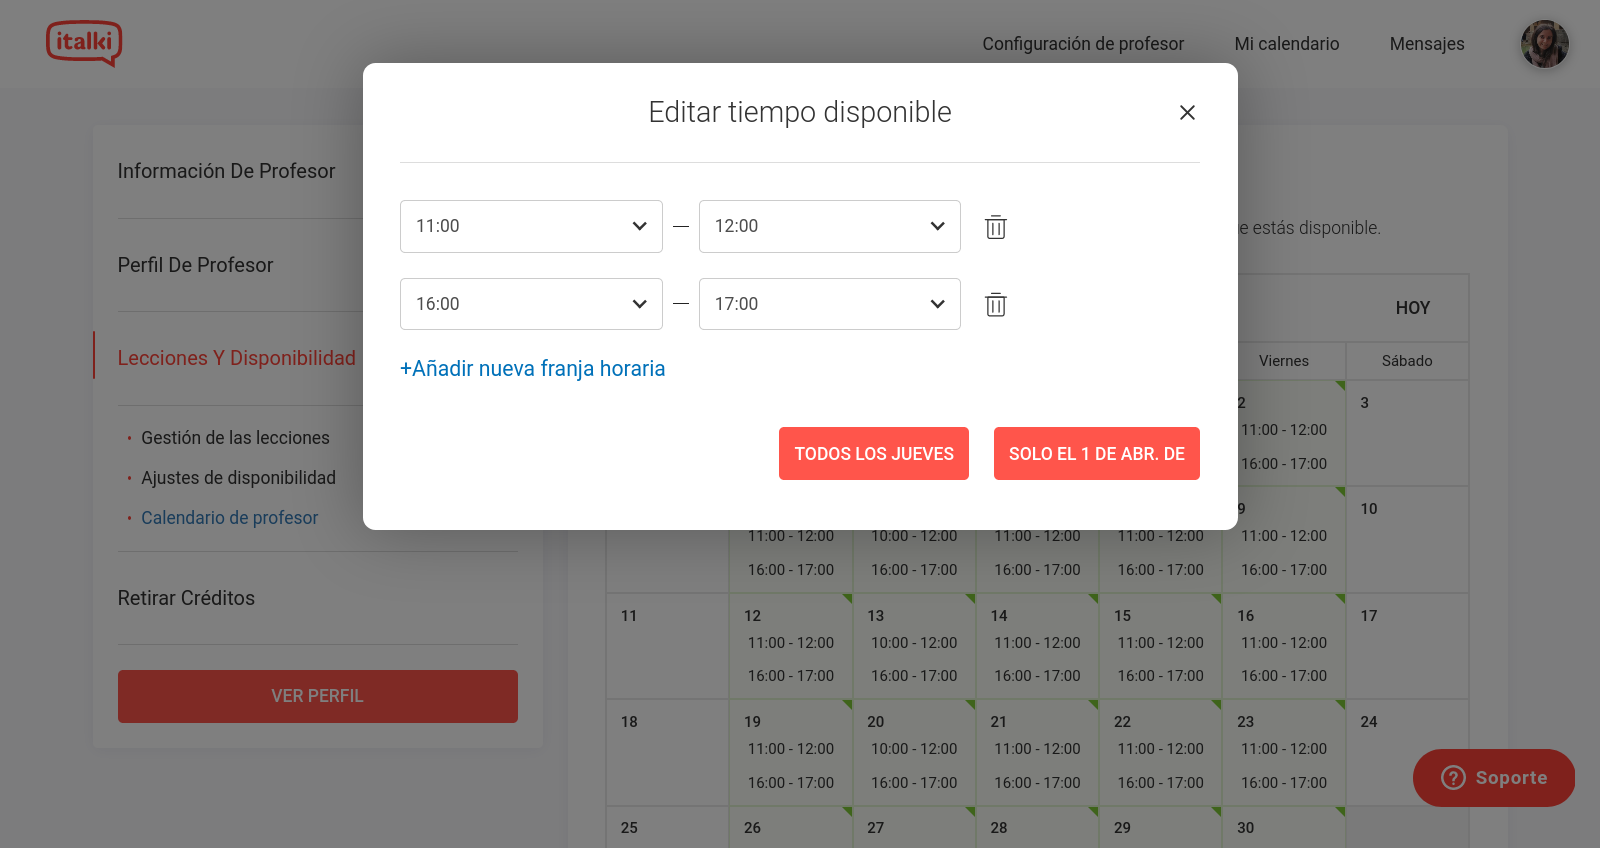 italki
Configuración de profesor
Mi calendario
Mensajes
Editar tiempo disponible
11:00 — 12:00
16:00 — 17:00
+Añadir nueva franja horaria
TODOS LOS JUEVES
SOLO EL 1 DE ABR. DE
Información De Profesor
Perfil De Profesor
Lecciones Y Disponibilidad
• Gestión de las lecciones
• Ajustes de disponibilidad
• Calendario de profesor
Retirar Créditos
VER PERFIL
e estás disponible.
HOY
Viernes Sábado
2 3
11:00 - 12:00
16:00 - 17:00
9 10
11:00 - 12:00 10:00 - 12:00 11:00 - 12:00 11:00 - 12:00 11:00 - 12:00
16:00 - 17:00 16:00 - 17:00 16:00 - 17:00 16:00 - 17:00 16:00 - 17:00
11 12 13 14 15 16 17
11:00 - 12:00 10:00 - 12:00 11:00 - 12:00 11:00 - 12:00 11:00 - 12:00
16:00 - 17:00 16:00 - 17:00 16:00 - 17:00 16:00 - 17:00 16:00 - 17:00
18 19 20 21 22 23 24
11:00 - 12:00 10:00 - 12:00 11:00 - 12:00 11:00 - 12:00 11:00 - 12:00
16:00 - 17:00 16:00 - 17:00 16:00 - 17:00 16:00 - 17:00 16:00 - 17:00
25 26 27 28 29 30
Soporte